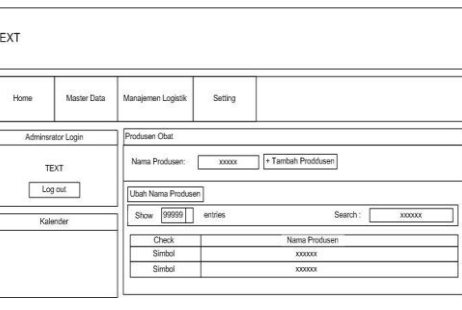 EXT
Home Master Data Manajemen Logistik Setting
Adminsrator Login
TEXT
Log out
Kalender
Produsen Obat
Nama Produsen: xxxxx + Tambah Proddusen
Ubah Nama Produsen
Show 99999 entries Search : xxxxxx
Check Nama Produsen
Simbol xxxxxx
Simbol xxxxxx